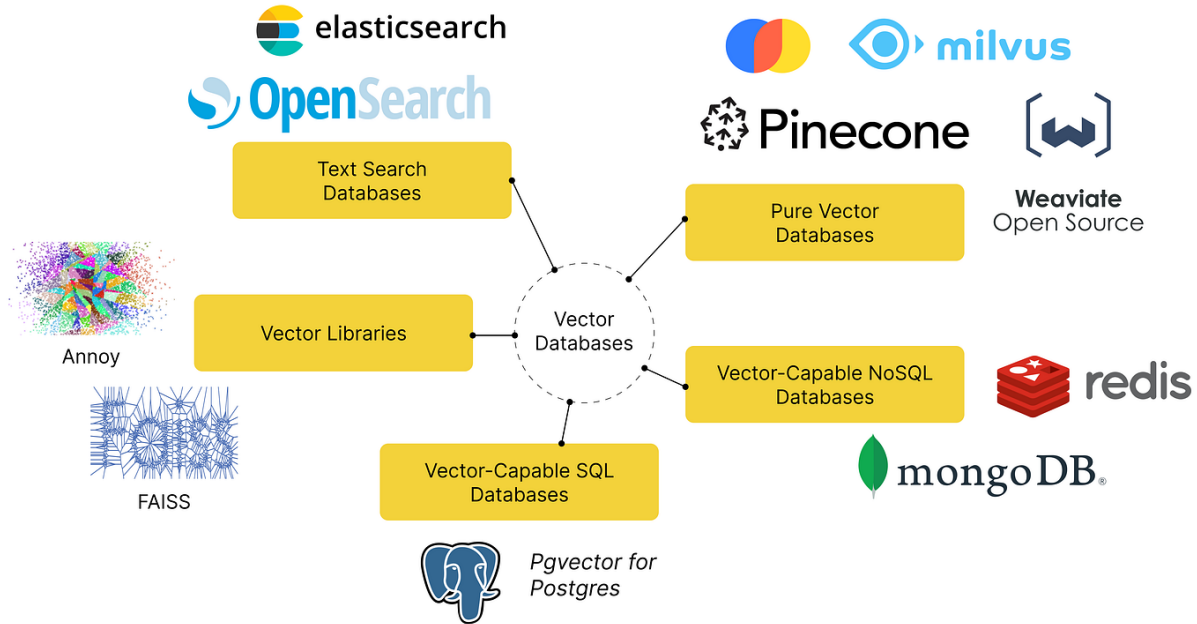 elasticsearch
OpenSearch
milvus
Pinecone
Text Search
Databases
Pure Vector
Databases
Weaviate
Open Source
Vector Libraries
Vector
Databases
Annoy
Vector-Capable NoSQL
Databases
redis
FAISS
Vector-Capable SQL
Databases
mongoDB®
Pgvector for
Postgres
FAISS